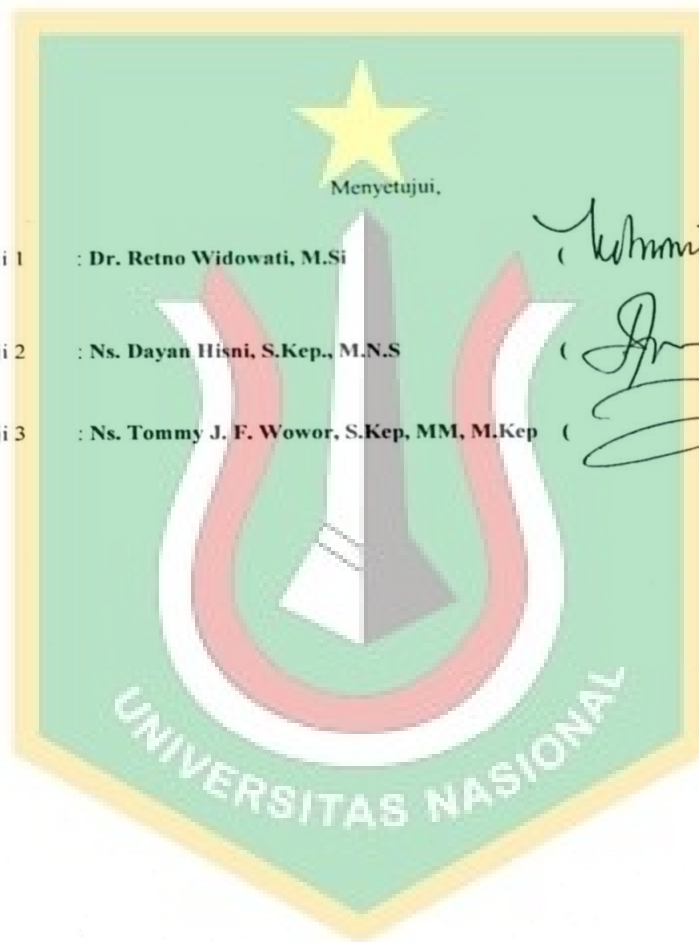 Menyetujui,
i 1 : Dr. Retno Widowati, M.Si (
i 2 : Ns. Dayan Hisni, S.Kep., M.N.S (
i 3 : Ns. Tommy J. F. Wowor, S.Kep, MM, M.Kep (
UNIVERSITAS NASIONAL